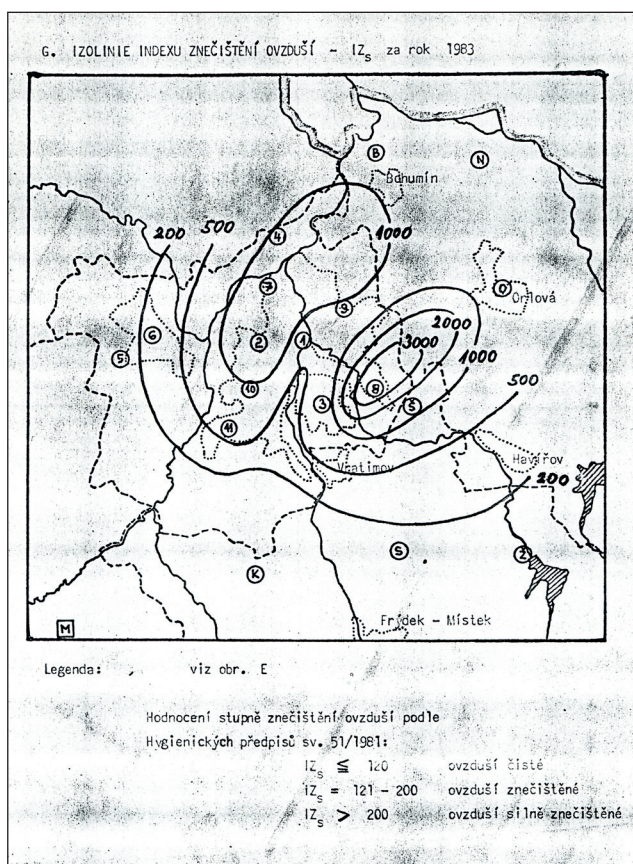 G. IZOLINIE INDEXU ZNEČIŠTĚNÍ OVZDUŠÍ - IZs za rok 1983
B
N
Bohumín
4
200
500
1000
7
0
Orlová
9
6
5
2
1
2000
3000
1000
8
500
10
3
Š
11
Vratimov
Havířov
200
K
S
Ž
M
Frýdek - Místek
Legenda: viz obr. E
Hodnocení stupně znečištění ovzduší podle
Hygienických předpisů sv. 51/1981:
IZs ≦ 120 ovzduší čisté
IZs = 121 - 200 ovzduší znečištěné
IZs > 200 ovzduší silně znečištěné